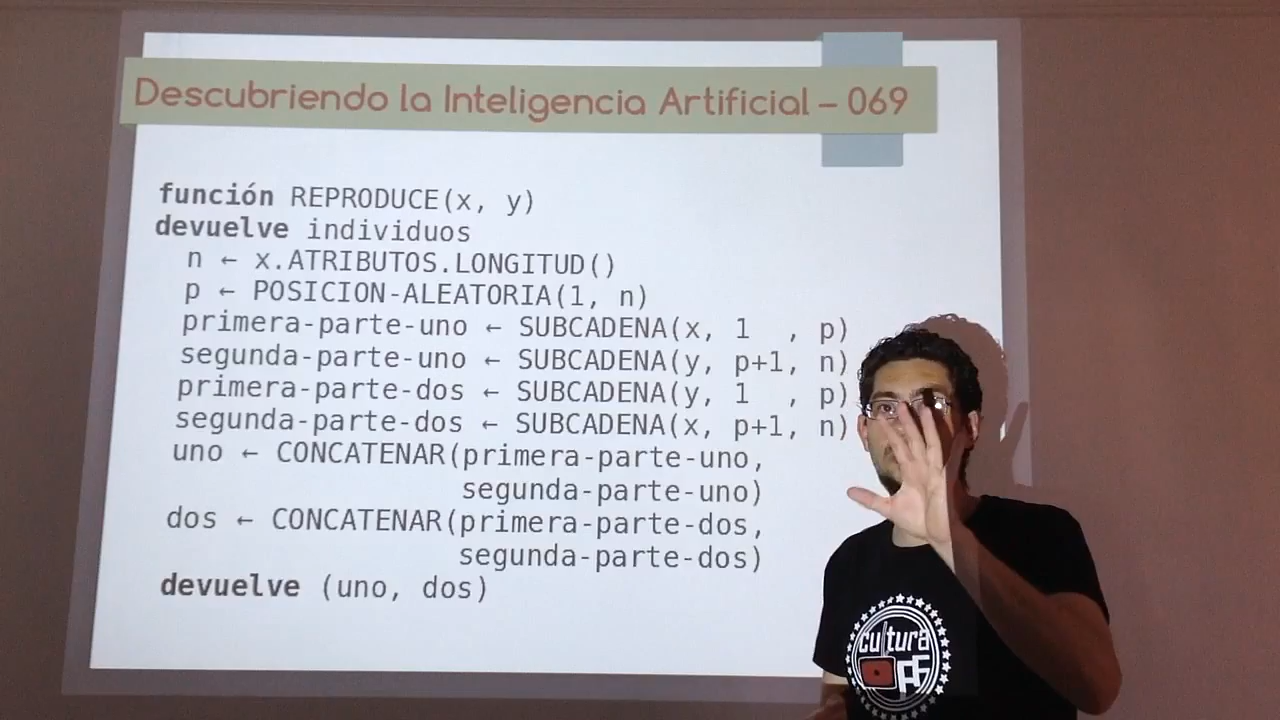 Descubriendo la Inteligencia Artificial – 069
función REPRODUCE(x, y)
devuelve individuos
n ← x.ATRIBUTOS.LONGITUD()
p ← POSICION-ALEATORIA(1, n)
primera-parte-uno ← SUBCADENA(x, 1 , p)
segunda-parte-uno ← SUBCADENA(y, p+1, n)
primera-parte-dos ← SUBCADENA(y, 1 , p)
segunda-parte-dos ← SUBCADENA(x, p+1, n)
uno ← CONCATENAR(primera-parte-uno,
segunda-parte-uno)
dos ← CONCATENAR(primera-parte-dos,
segunda-parte-dos)
devuelve (uno, dos)
cultura